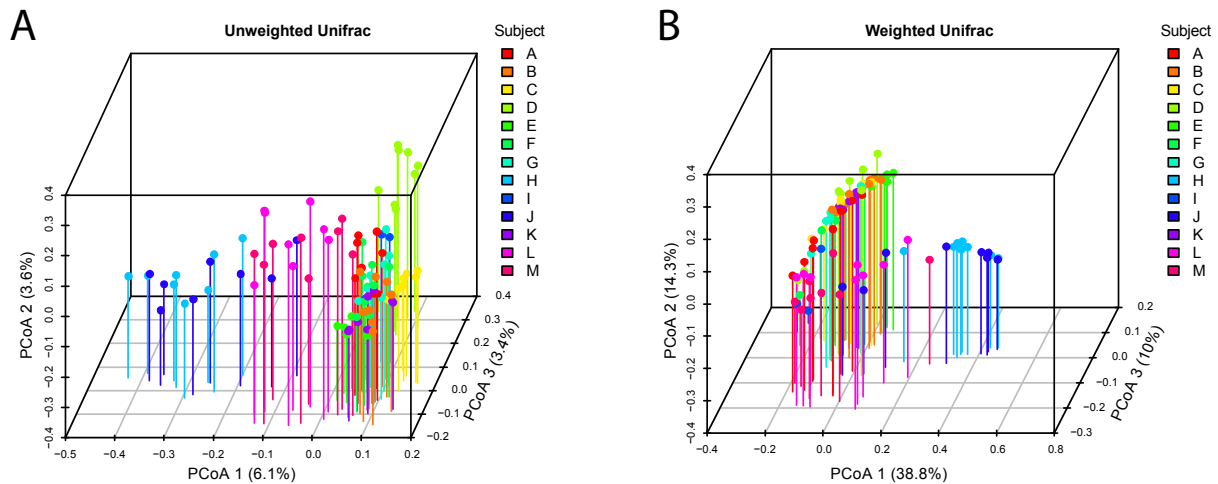 A
Unweighted Unifrac
Subject
A
B
C
D
E
F
G
H
I
J
K
L
M
PCoA 2 (3.6%)
0.4
0.3
0.2
0.1
0.0
−0.1
−0.2
−0.3
−0.4
−0.5
−0.4
−0.3
−0.2
−0.1
0.0
0.1
0.2
PCoA 1 (6.1%)
0.4
0.3
0.2
0.1
0.0
−0.1
−0.2
PCoA 3 (3.4%)
B
Weighted Unifrac
Subject
A
B
C
D
E
F
G
H
I
J
K
L
M
PCoA 2 (14.3%)
0.4
0.3
0.2
0.1
0.0
−0.1
−0.2
−0.3
−0.4
−0.4
−0.2
0.0
0.2
0.4
0.6
0.8
PCoA 1 (38.8%)
0.2
0.1
0.0
−0.1
−0.2
−0.3
PCoA 3 (10%)